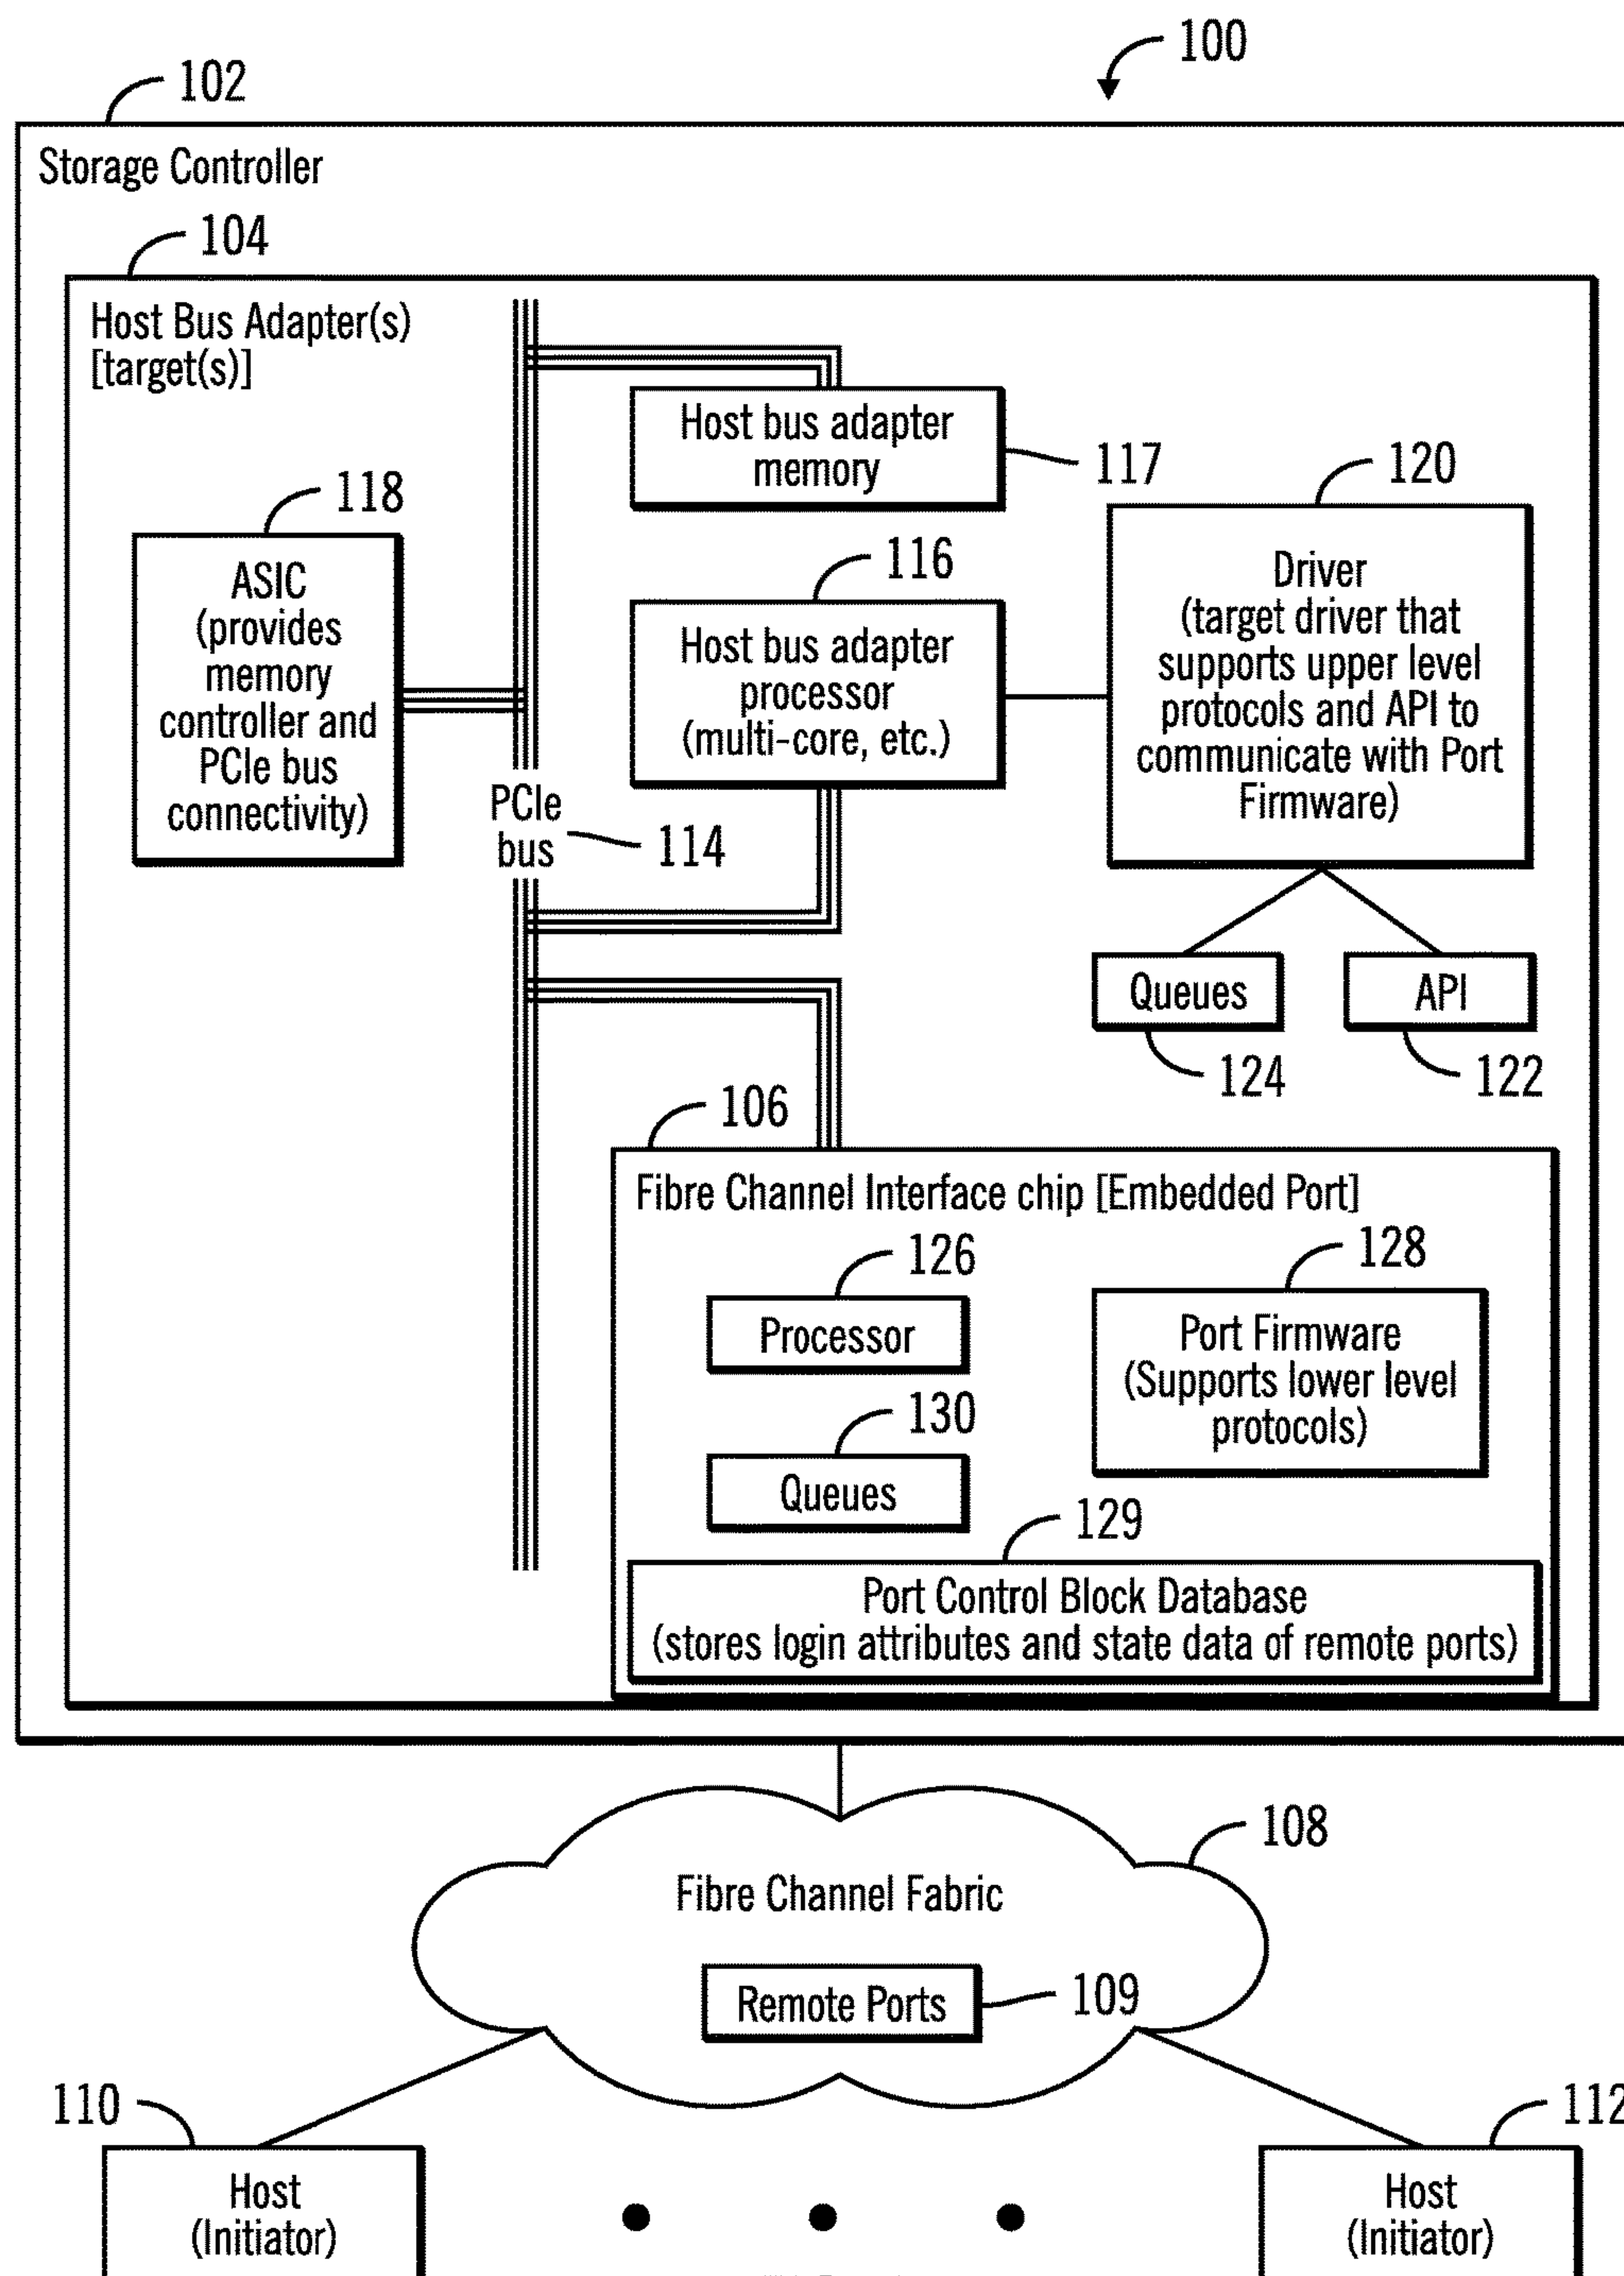 100
102
Storage Controller
104
Host Bus Adapter(s)
[target(s)]
Host bus adapter
memory
117
118
ASIC
(provides
memory
controller and
PCIe bus
connectivity)
116
Host bus adapter
processor
(multi-core, etc.)
120
Driver
(target driver that
supports upper level
protocols and API to
communicate with Port
Firmware)
PCIe
bus
114
Queues
124
API
122
106
Fibre Channel Interface chip [Embedded Port]
126
Processor
128
Port Firmware
(Supports lower level
protocols)
130
Queues
129
Port Control Block Database
(stores login attributes and state data of remote ports)
108
Fibre Channel Fabric
Remote Ports
109
110
Host
(Initiator)
112
Host
(Initiator)